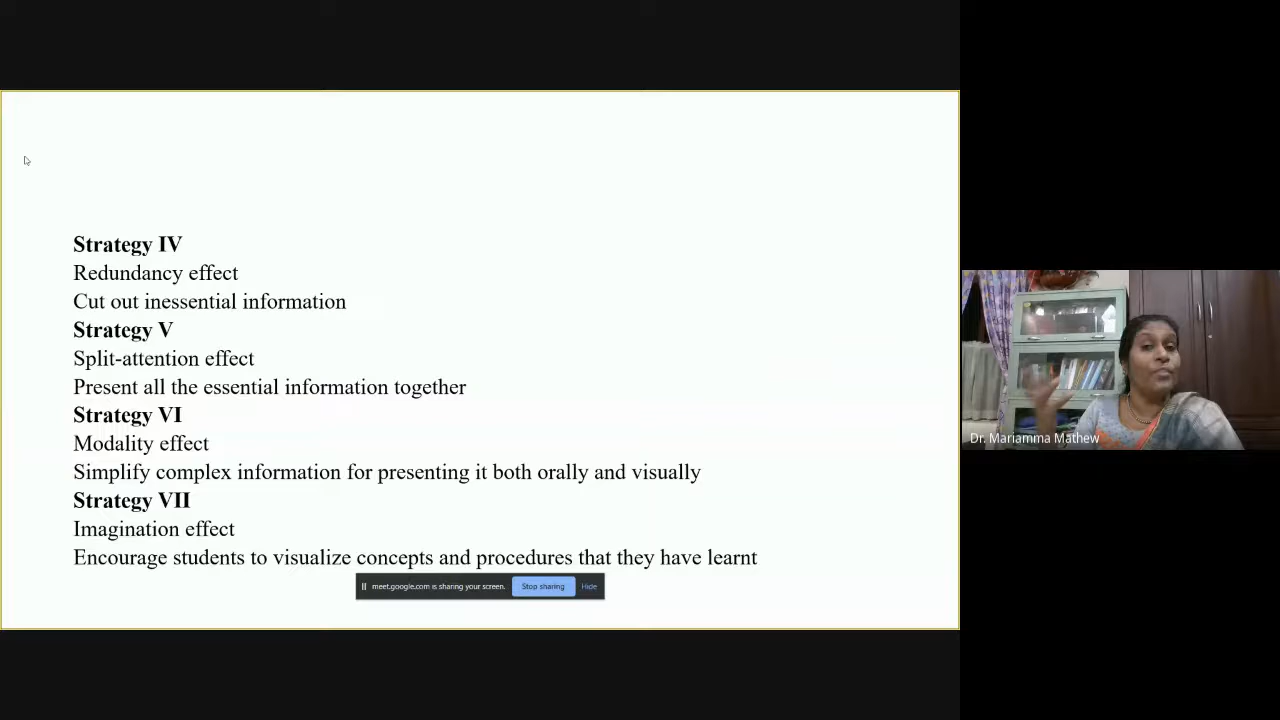 Strategy IV
Redundancy effect
Cut out inessential information
Strategy V
Split-attention effect
Present all the essential information together
Strategy VI
Modality effect
Simplify complex information for presenting it both orally and visually
Strategy VII
Imagination effect
Encourage students to visualize concepts and procedures that they have learnt
meet.google.com is sharing your screen. Stop sharing Hide
Dr. Mariamma Mathew